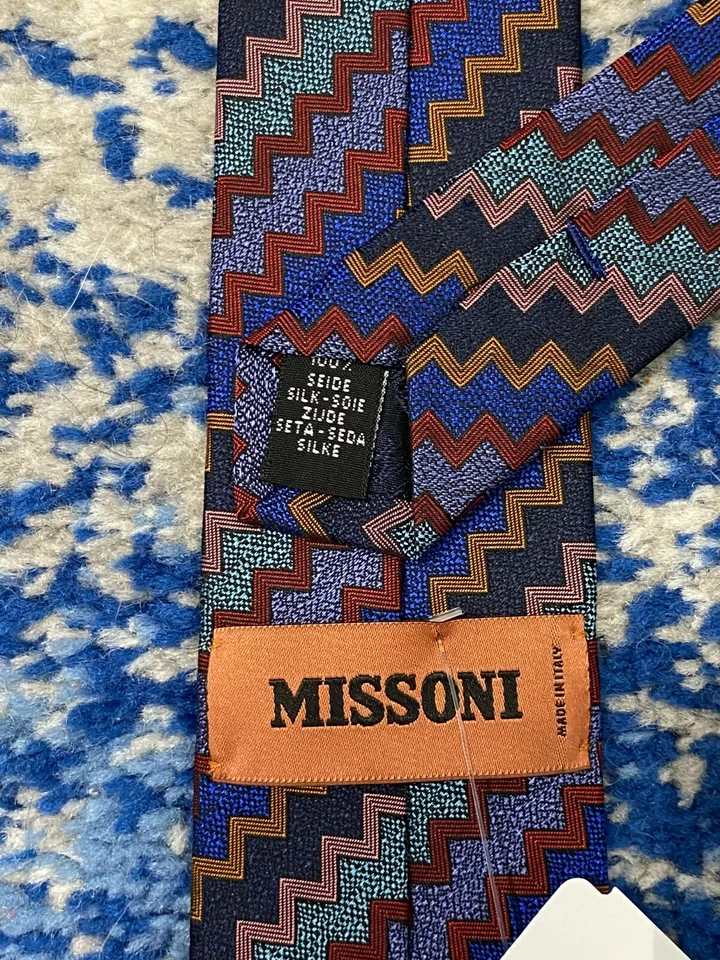 100%
SEIDE
SILK-SOIE
ZIJDE
SETA-SEDA
SILKE
MISSONI
MADE IN ITALY